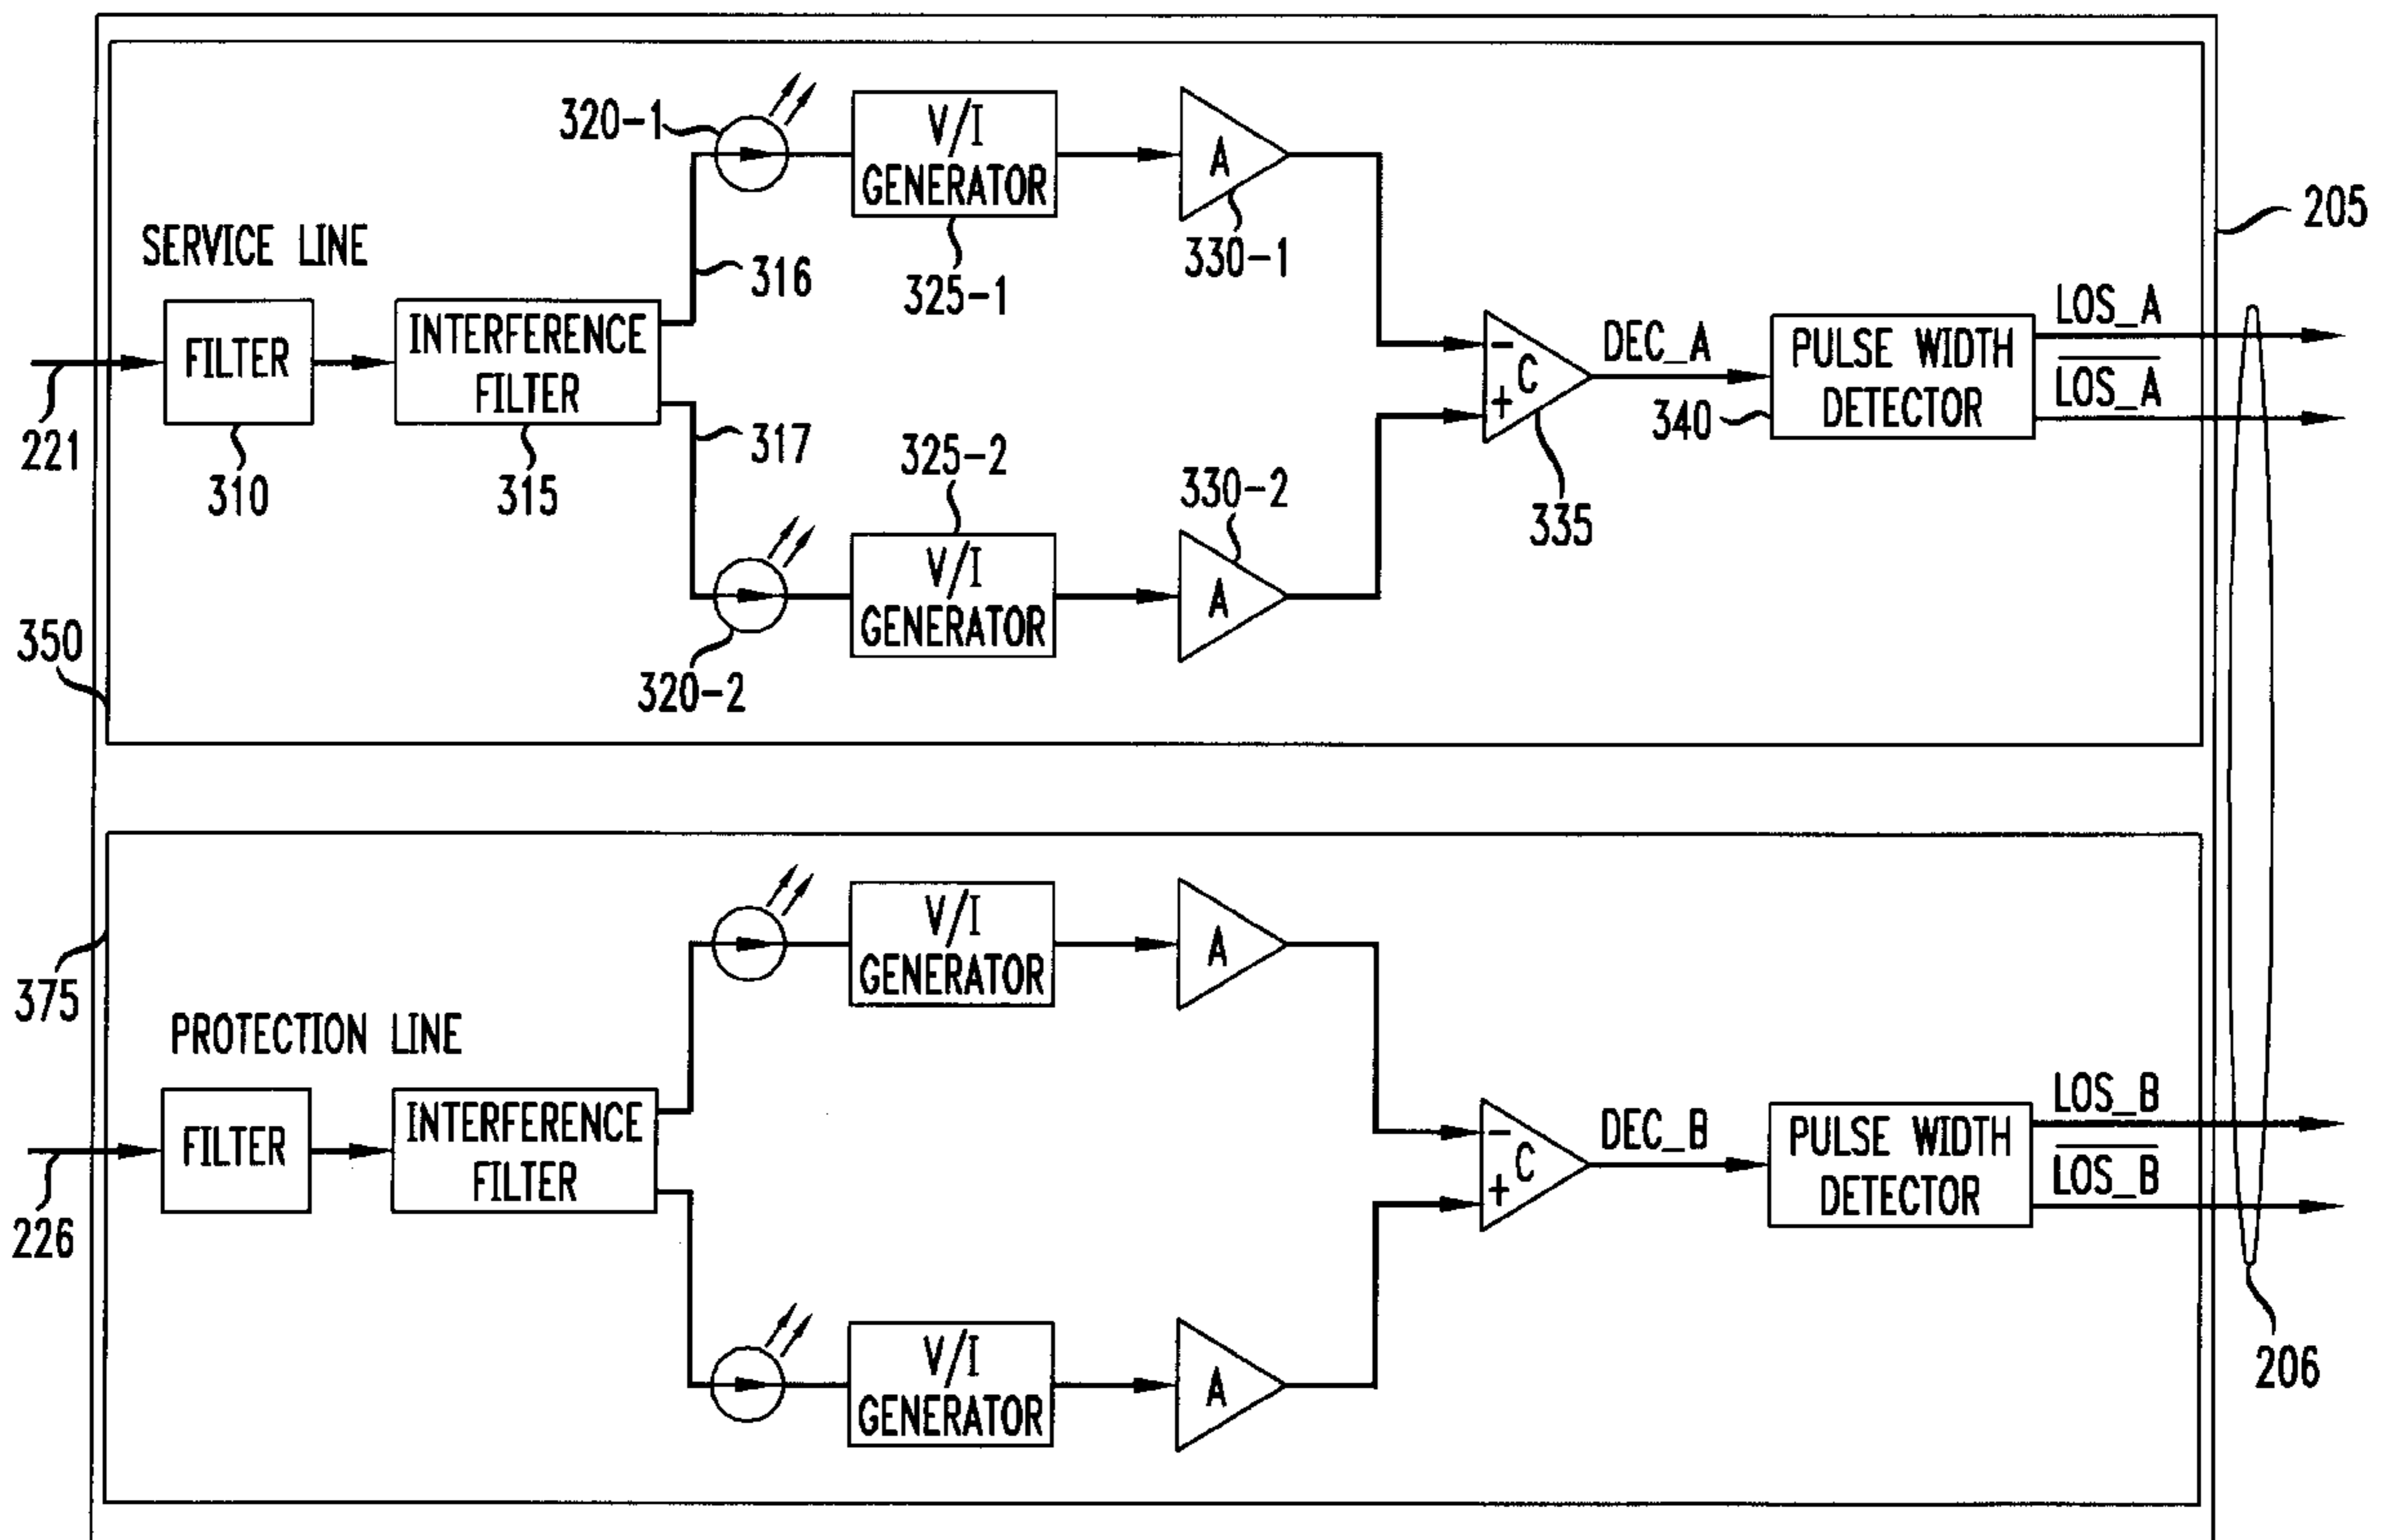 320-1
V/I
GENERATOR
A
205
SERVICE LINE
316
325-1
330-1
FILTER
INTERFERENCE
FILTER
-
C
+
DEC_A
PULSE WIDTH
DETECTOR
LOS_A
LOS_A
221
310
315
317
325-2
330-2
340
335
350
V/I
GENERATOR
A
320-2
375
V/I
GENERATOR
A
PROTECTION LINE
FILTER
INTERFERENCE
FILTER
-
C
+
DEC_B
PULSE WIDTH
DETECTOR
LOS_B
LOS_B
226
V/I
GENERATOR
A
206